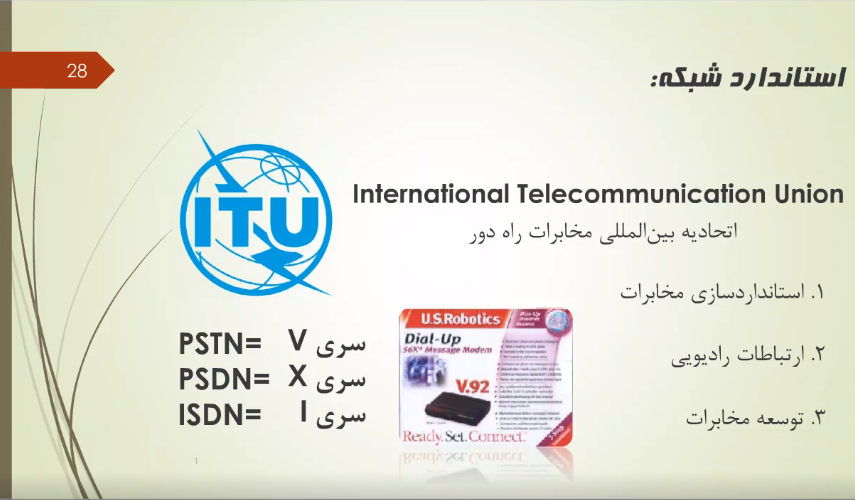 28
استاندارد شبکه:
ITU
International Telecommunication Union
اتحادیه بین‌المللی مخابرات راه دور
۱. استانداردسازی مخابرات
۲. ارتباطات رادیویی
۳. توسعه مخابرات
PSTN= V سری
PSDN= X سری
ISDN= I سری
U.S.Robotics
Dial-Up
56K* Message Modem
V.92
Ready. Set. Connect.